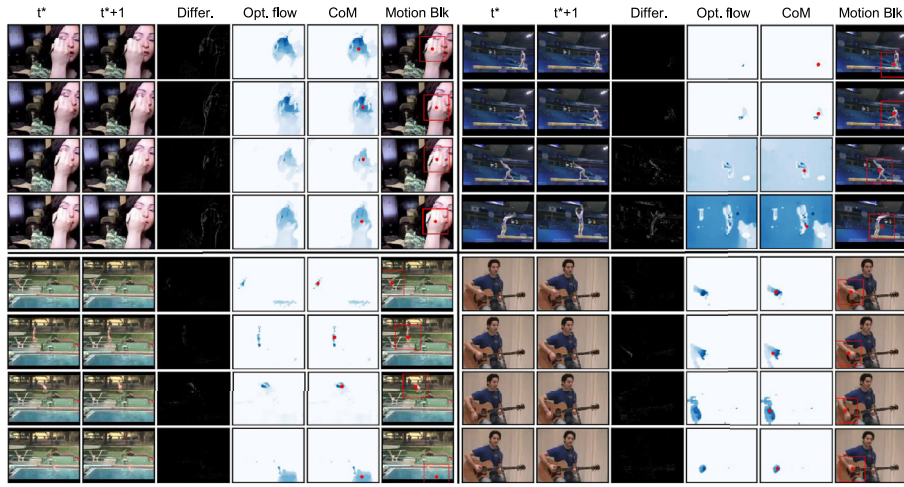 t* t*+1 Differ. Opt. flow CoM Motion Blk t* t*+1 Differ. Opt. flow CoM Motion Blk